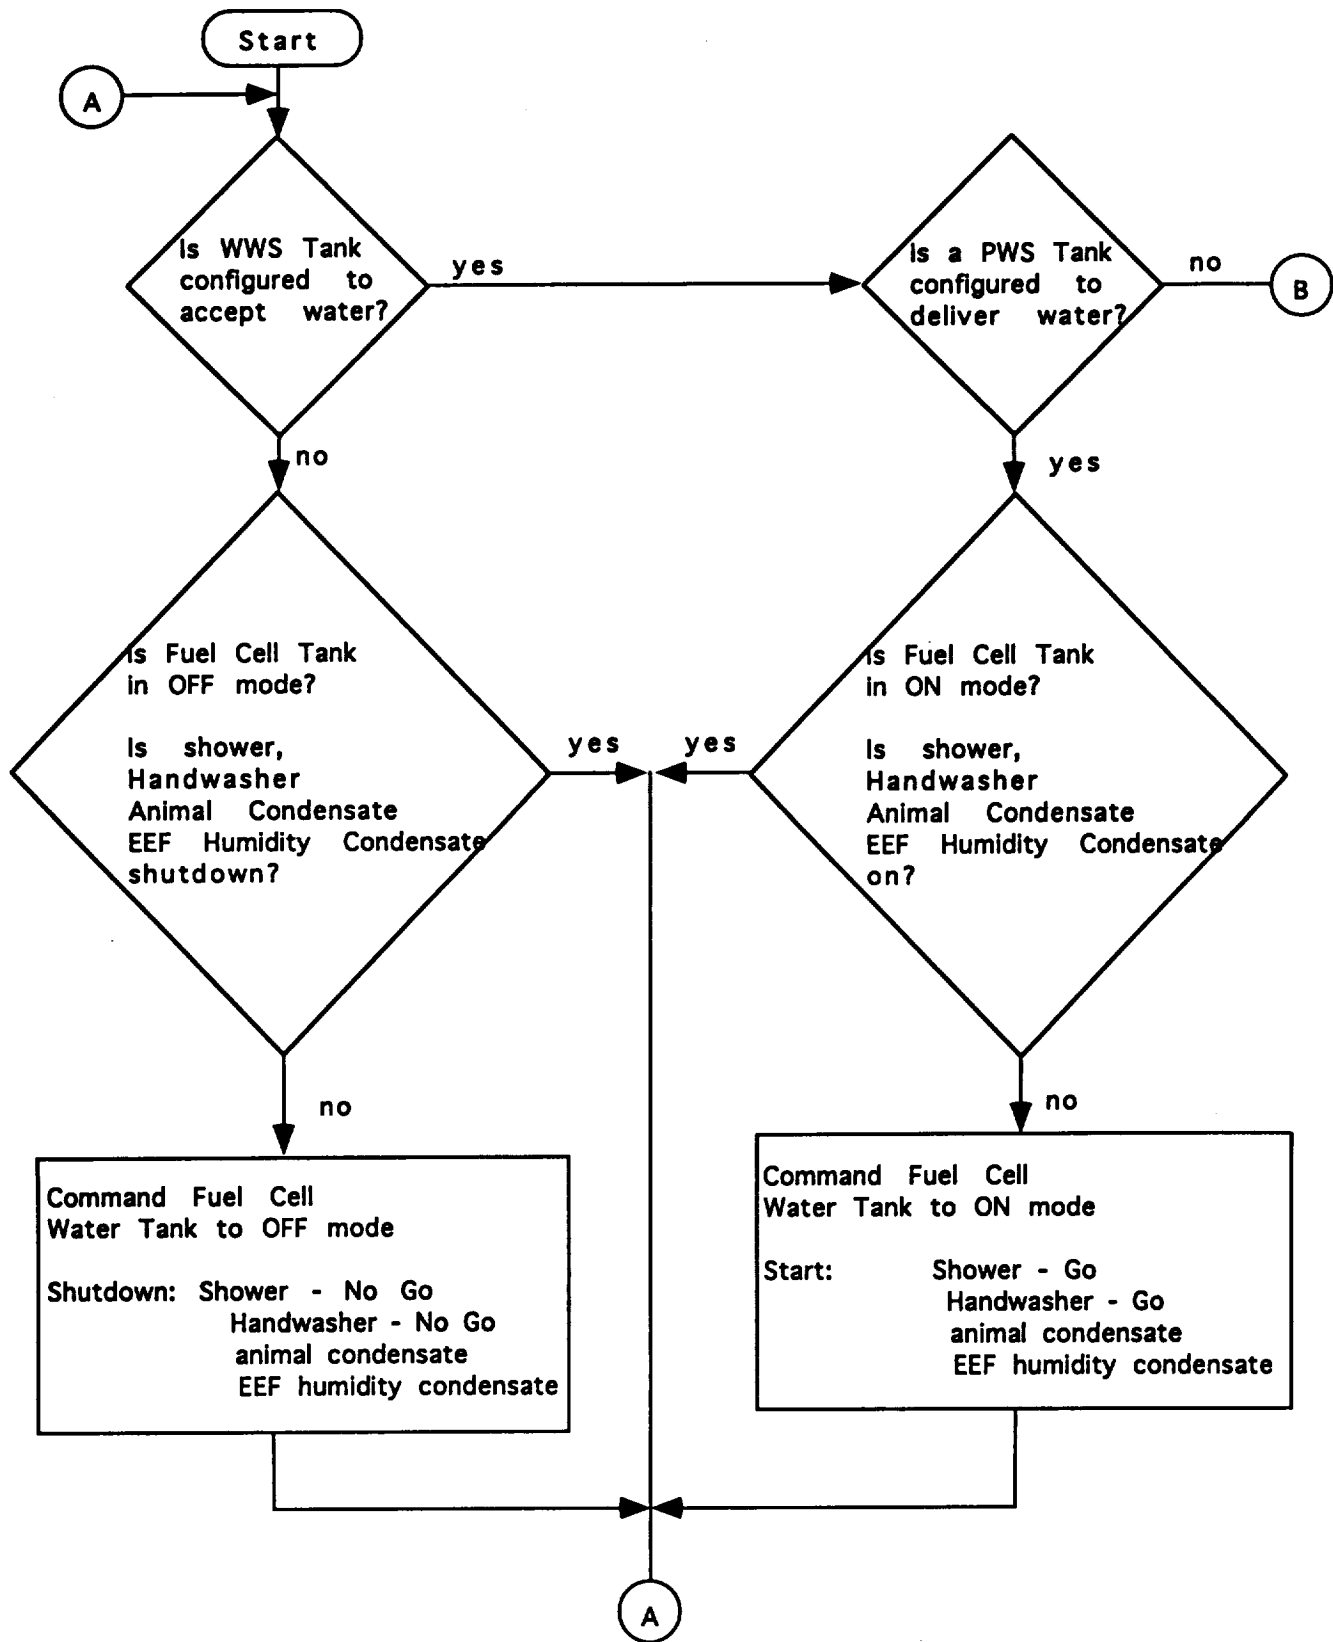 Start
A
Is WWS Tank
configured to
accept water?
yes
Is a PWS Tank
configured to
deliver water?
no
B
no
yes
Is Fuel Cell Tank
in OFF mode?
Is shower,
Handwasher
Animal Condensate
EEF Humidity Condensate
shutdown?
yes
yes
Is Fuel Cell Tank
in ON mode?
Is shower,
Handwasher
Animal Condensate
EEF Humidity Condensate
on?
no
no
Command Fuel Cell
Water Tank to OFF mode
Shutdown: Shower - No Go
Handwasher - No Go
animal condensate
EEF humidity condensate
Command Fuel Cell
Water Tank to ON mode
Start: Shower - Go
Handwasher - Go
animal condensate
EEF humidity condensate
A